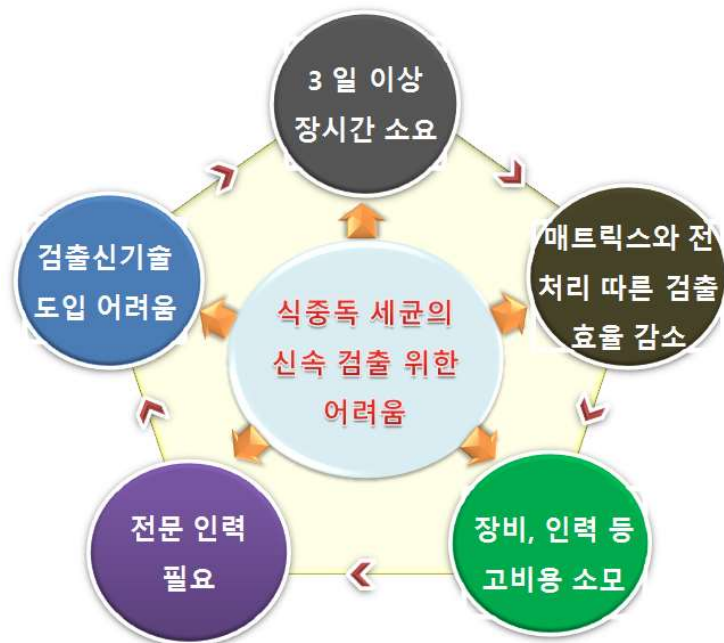 3 일 이상
장시간 소요
매트릭스와 전
처리 따른 검출
효율 감소
장비, 인력 등
고비용 소모
전문 인력
필요
검출신기술
도입 어려움
식중독 세균의
신속 검출 위한
어려움